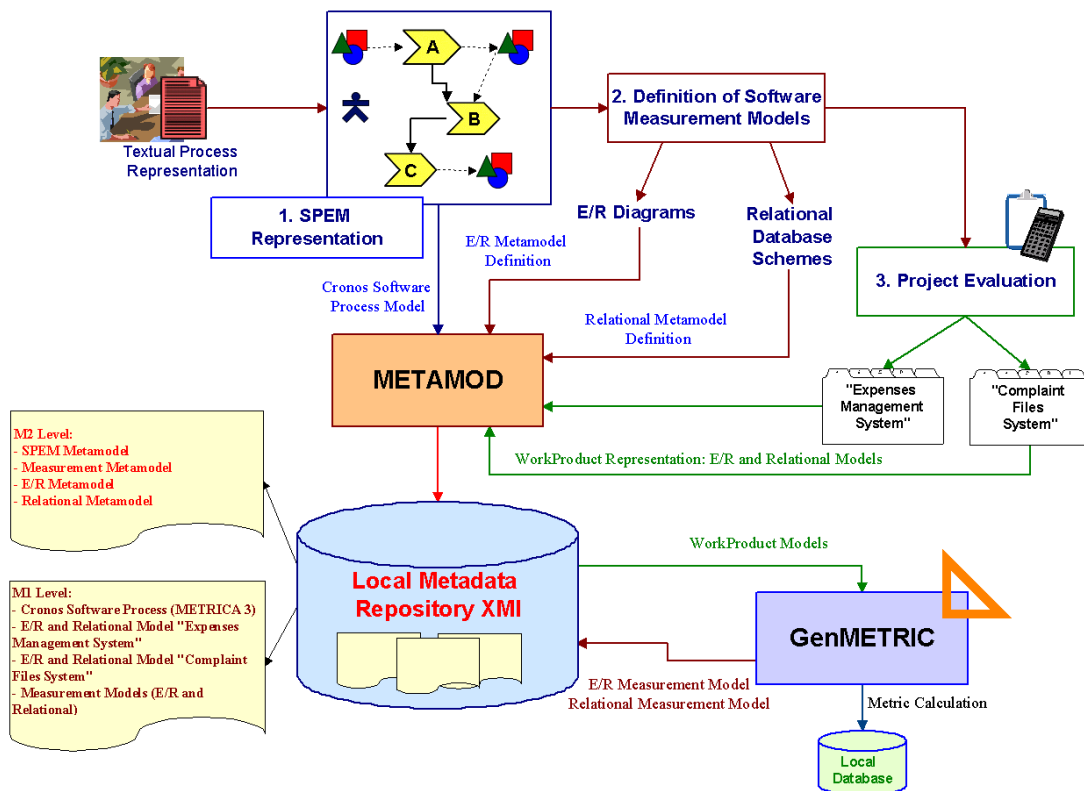 A
B
C
Textual Process
Representation
1. SPEM
Representation
2. Definition of Software
Measurement Models
E/R Diagrams
Relational
Database
Schemes
3. Project Evaluation
E/R Metamodel
Definition
Cronos Software
Process Model
Relational Metamodel
Definition
METAMOD
"Expenses
Management
System"
"Complaint
Files
System"
WorkProduct Representation: E/R and Relational Models
M2 Level:
- SPEM Metamodel
- Measurement Metamodel
- E/R Metamodel
- Relational Metamodel
M1 Level:
- Cronos Software Process (METRICA 3)
- E/R and Relational Model "Expenses
Management System"
- E/R and Relational Model "Complaint
Files System"
- Measurement Models (E/R and
Relational)
Local Metadata
Repository XMI
WorkProduct Models
GenMETRIC
E/R Measurement Model
Relational Measurement Model
Metric Calculation
Local
Database